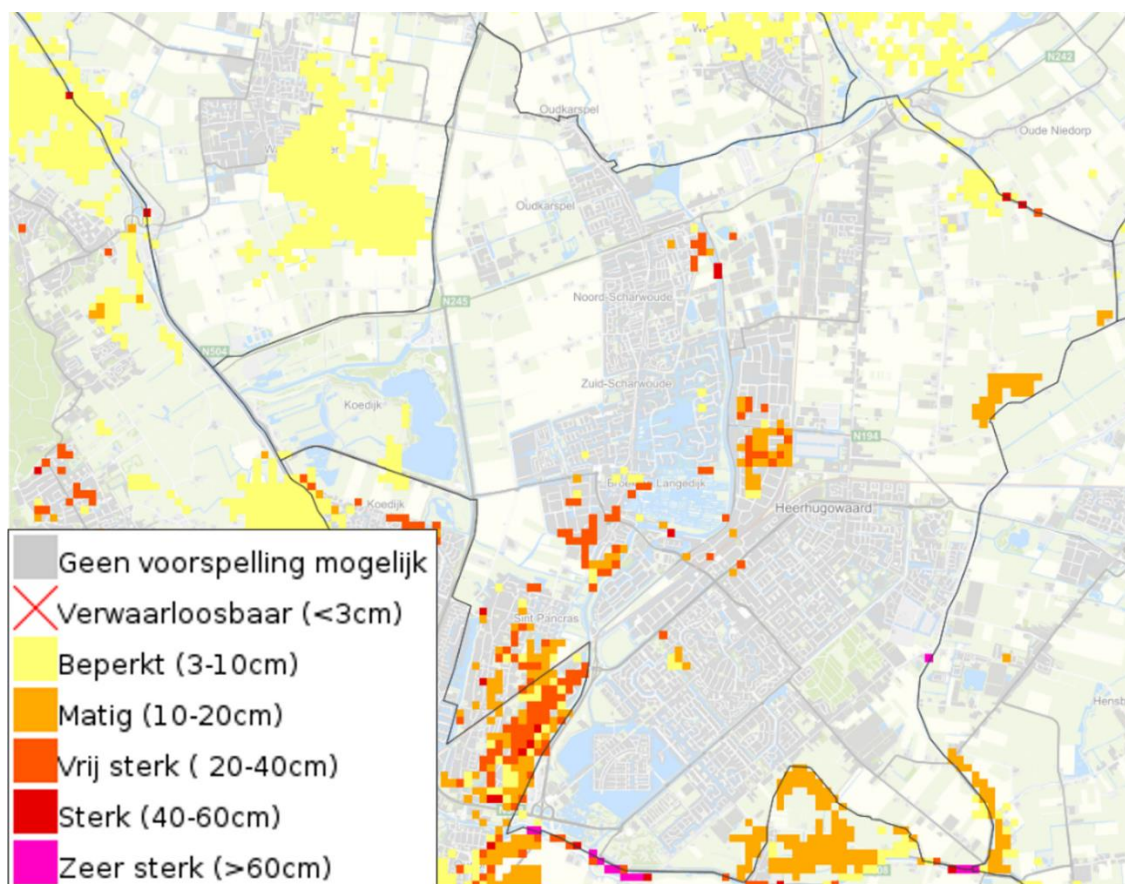 N242
Oudkarspel
Oude Niedorp
Oudkarspel
N245
Noord-Scharwoude
N504
Zuid-Scharwoude
Koedijk
N194
Langedijk
Koedijk
Heerhugowaard
Sint Pancras
Hensb
Geen voorspelling mogelijk
Verwaarloosbaar (<3cm)
Beperkt (3-10cm)
Matig (10-20cm)
Vrij sterk ( 20-40cm)
Sterk (40-60cm)
Zeer sterk (>60cm)